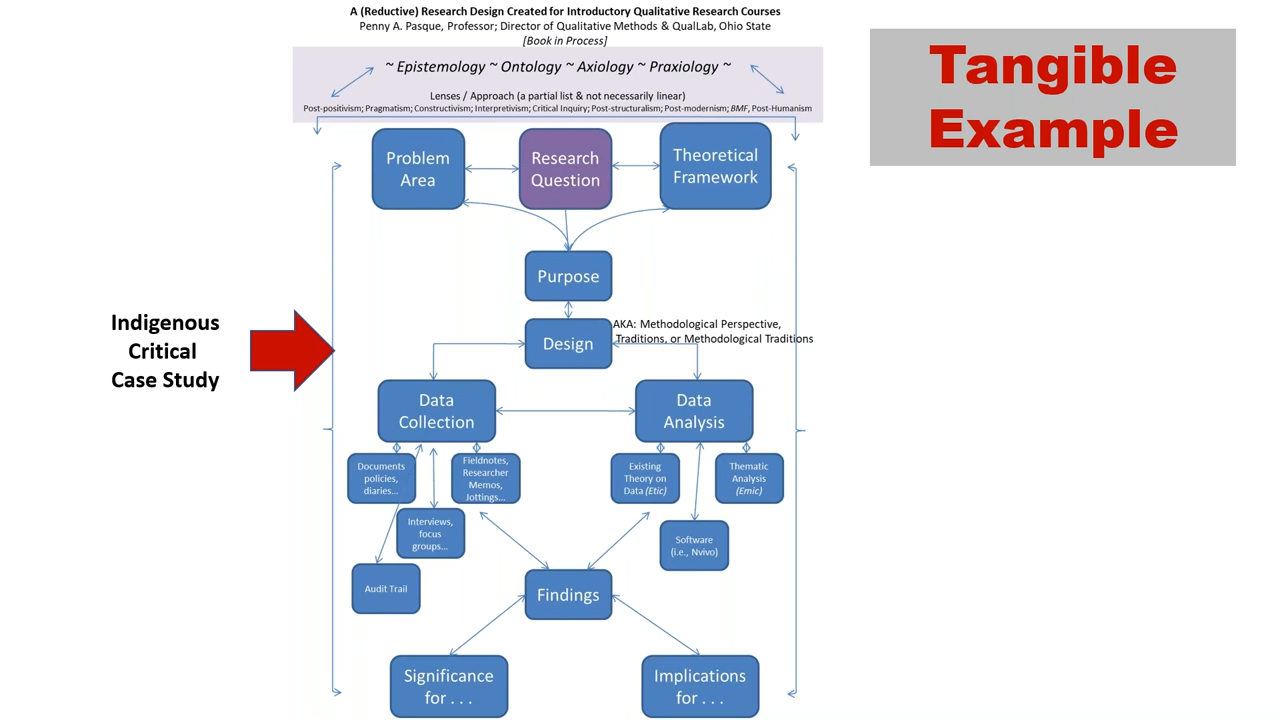 A (Reductive) Research Design Created for Introductory Qualitative Research Courses
Penny A. Pasque, Professor; Director of Qualitative Methods & QualLab, Ohio State
[Book in Process]
~ Epistemology ~ Ontology ~ Axiology ~ Praxiology ~
Lenses / Approach (a partial list & not necessarily linear)
Post-positivism; Pragmatism; Constructivism; Interpretivism; Critical Inquiry; Post-structuralism; Post-modernism; BMF, Post-Humanism
Tangible
Example
Problem
Area
Research
Question
Theoretical
Framework
Purpose
Indigenous
Critical
Case Study
Design
AKA: Methodological Perspective,
Traditions, or Methodological Traditions
Data
Collection
Data
Analysis
Documents
policies,
diaries...
Fieldnotes,
Researcher
Memos,
Jottings...
Existing
Theory on
Data (Etic)
Thematic
Analysis
(Emic)
Interviews,
focus
groups...
Software
(i.e., Nvivo)
Audit Trail
Findings
Significance
for . . .
Implications
for . . .